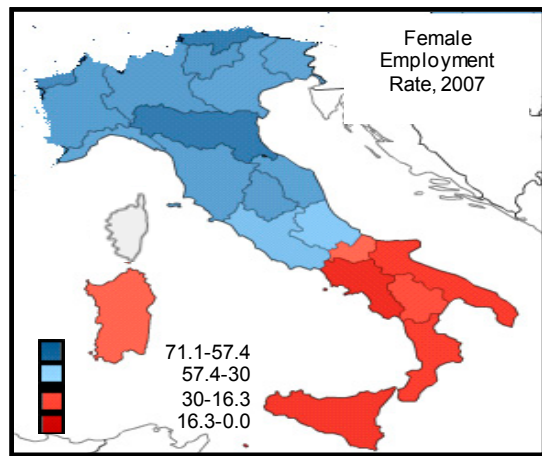 Female
Employment
Rate, 2007
71.1-57.4
57.4-30
30-16.3
16.3-0.0